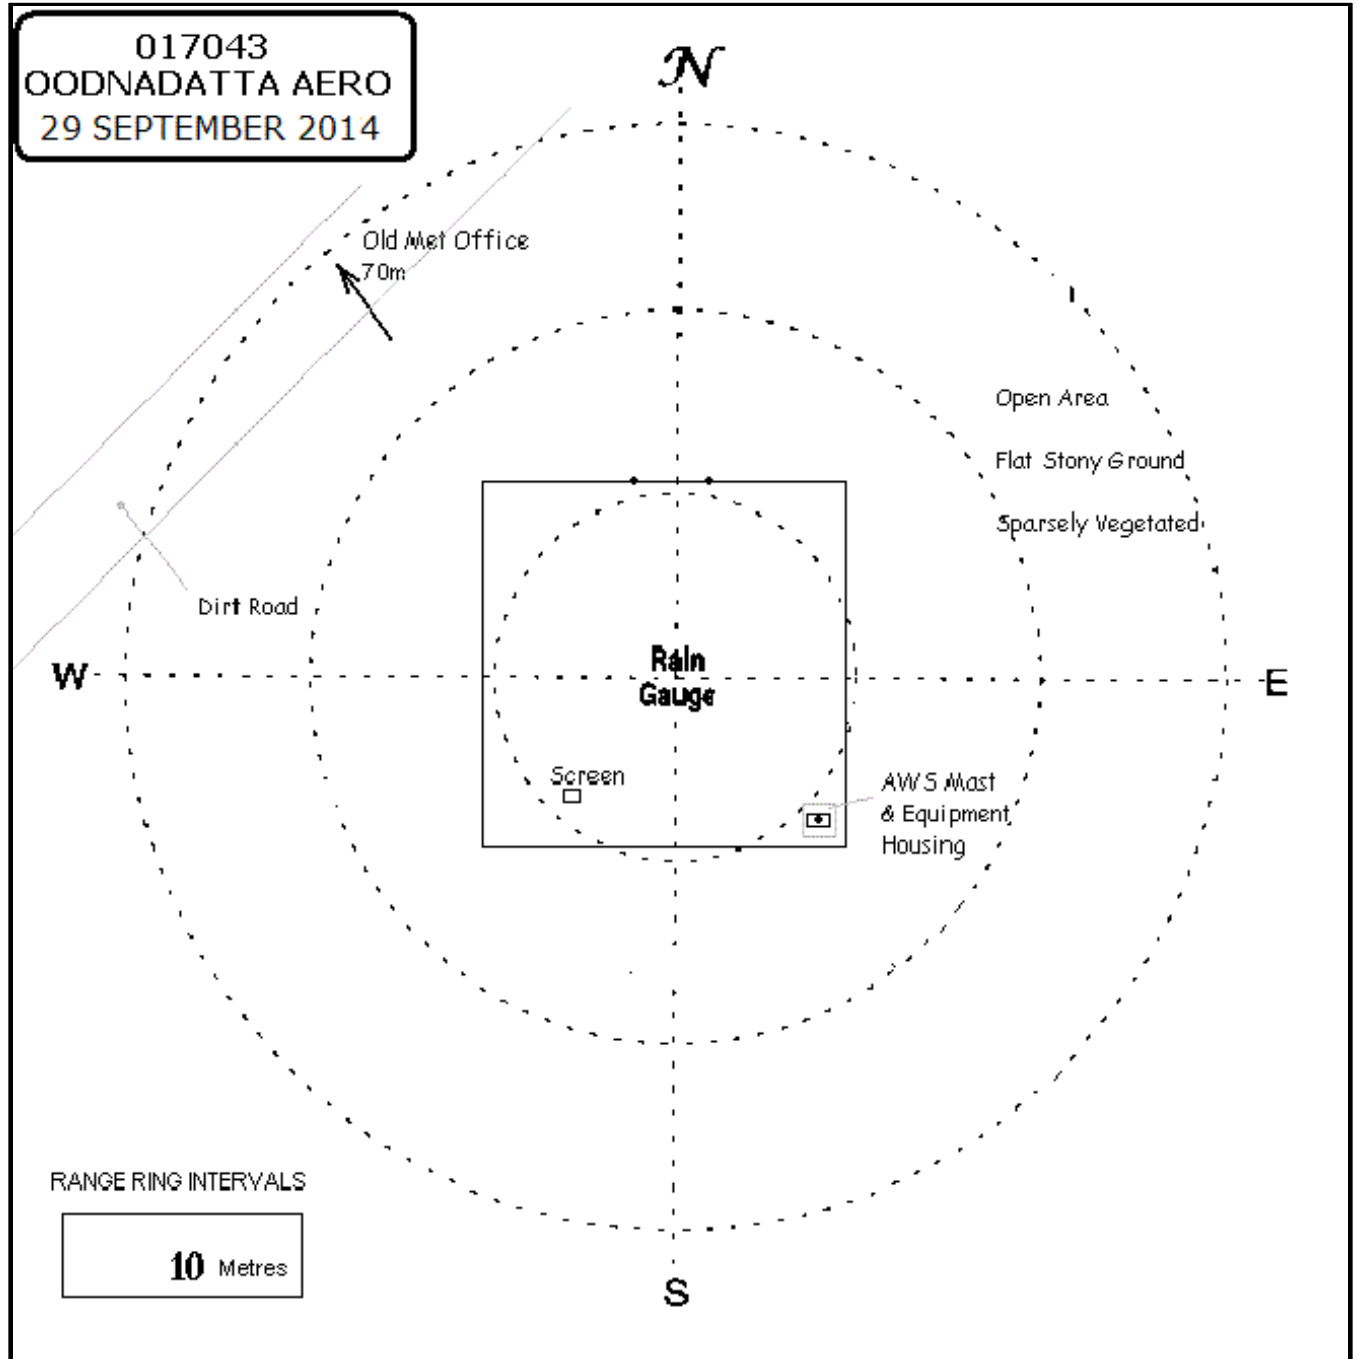 017043
OODNADATTA AERO
29 SEPTEMBER 2014
N
Old Met Office
70m
Open Area
Flat Stony Ground
Sparsely Vegetated
Dirt Road
W
Rain
Gauge
E
Screen
AWS Mast
& Equipment
Housing
RANGE RING INTERVALS
10 Metres
S